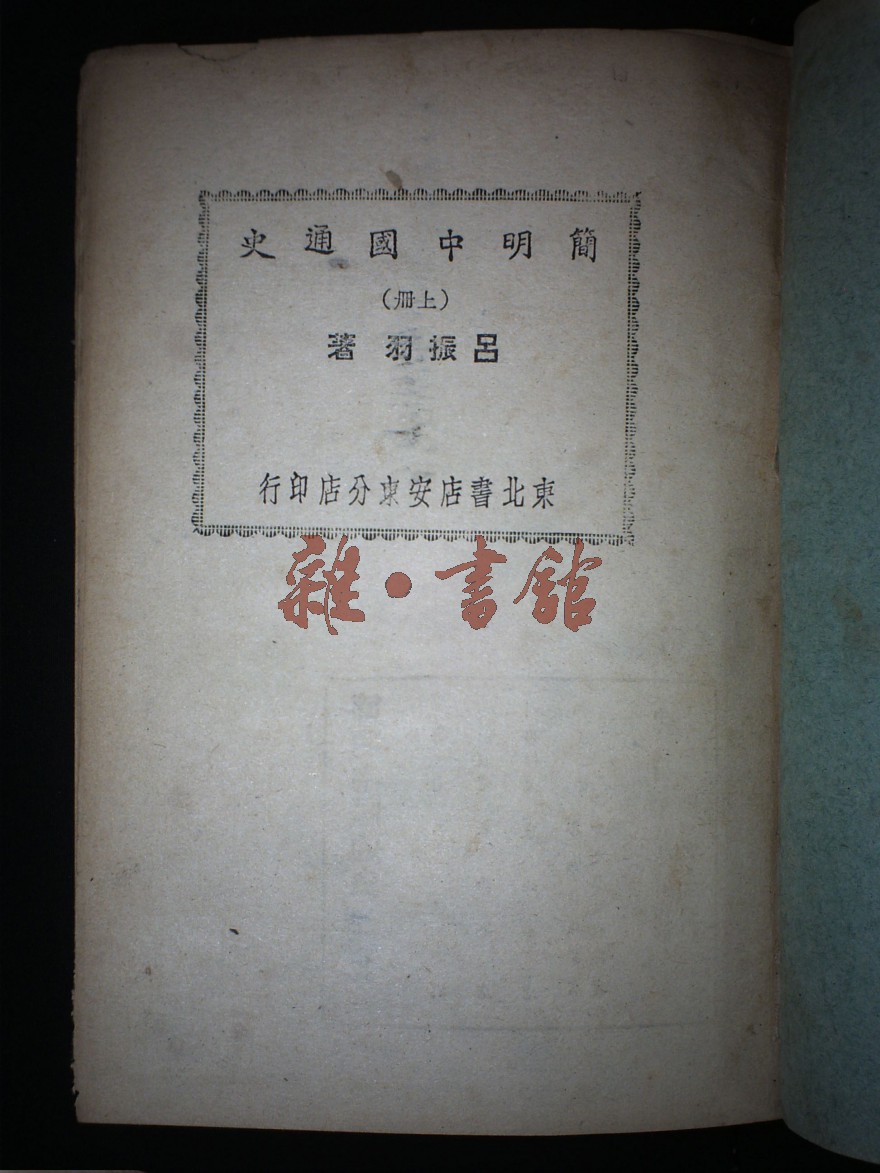 簡明中國通史
(上冊)
呂振羽著
東北書店安東分店印行
雜·書館